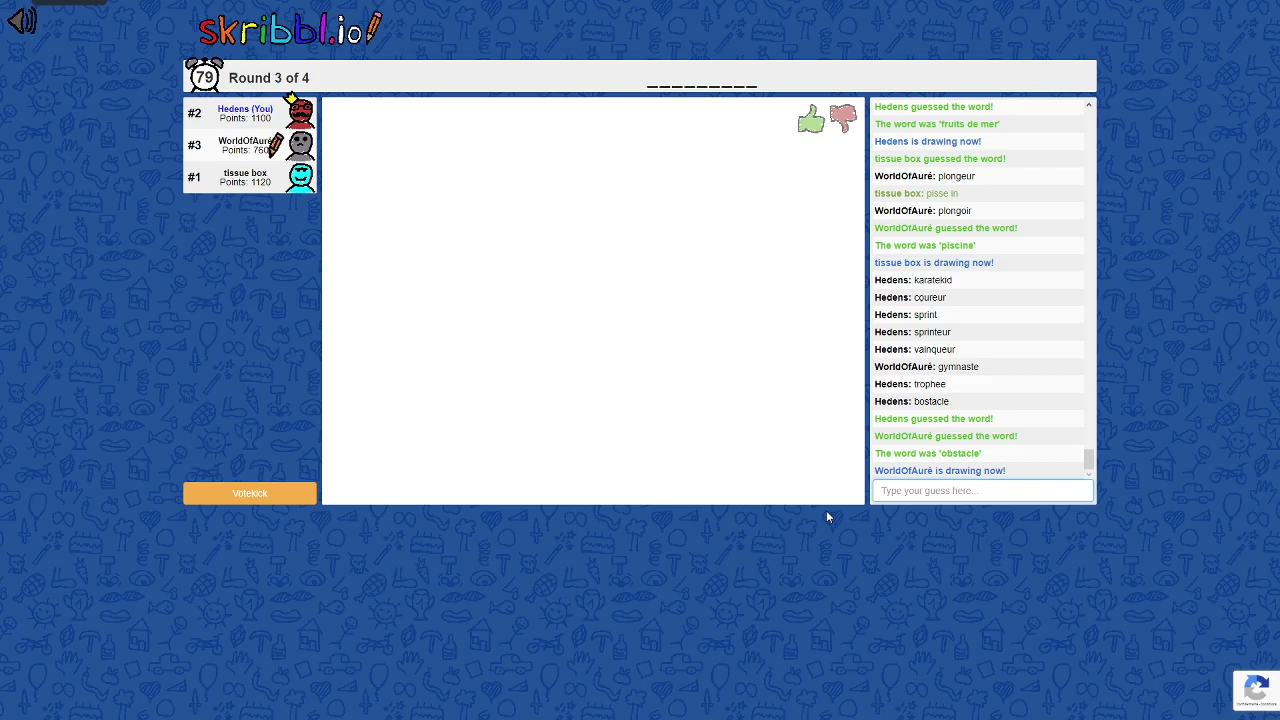 skribbl.io
79 Round 3 of 4
_________
#2 Hedens (You)
Points: 1100
#3 WorldOfAuré
Points: 760
#1 tissue box
Points: 1120
Votekick
Hedens guessed the word!
The word was 'fruits de mer'
Hedens is drawing now!
tissue box guessed the word!
WorldOfAuré: plongeur
tissue box: pisse in
WorldOfAuré: plongoir
WorldOfAuré guessed the word!
The word was 'piscine'
tissue box is drawing now!
Hedens: karatekid
Hedens: coureur
Hedens: sprint
Hedens: sprinteur
Hedens: vainqueur
WorldOfAuré: gymnaste
Hedens: trophee
Hedens: bostacle
Hedens guessed the word!
WorldOfAuré guessed the word!
The word was 'obstacle'
WorldOfAuré is drawing now!
Type your guess here...